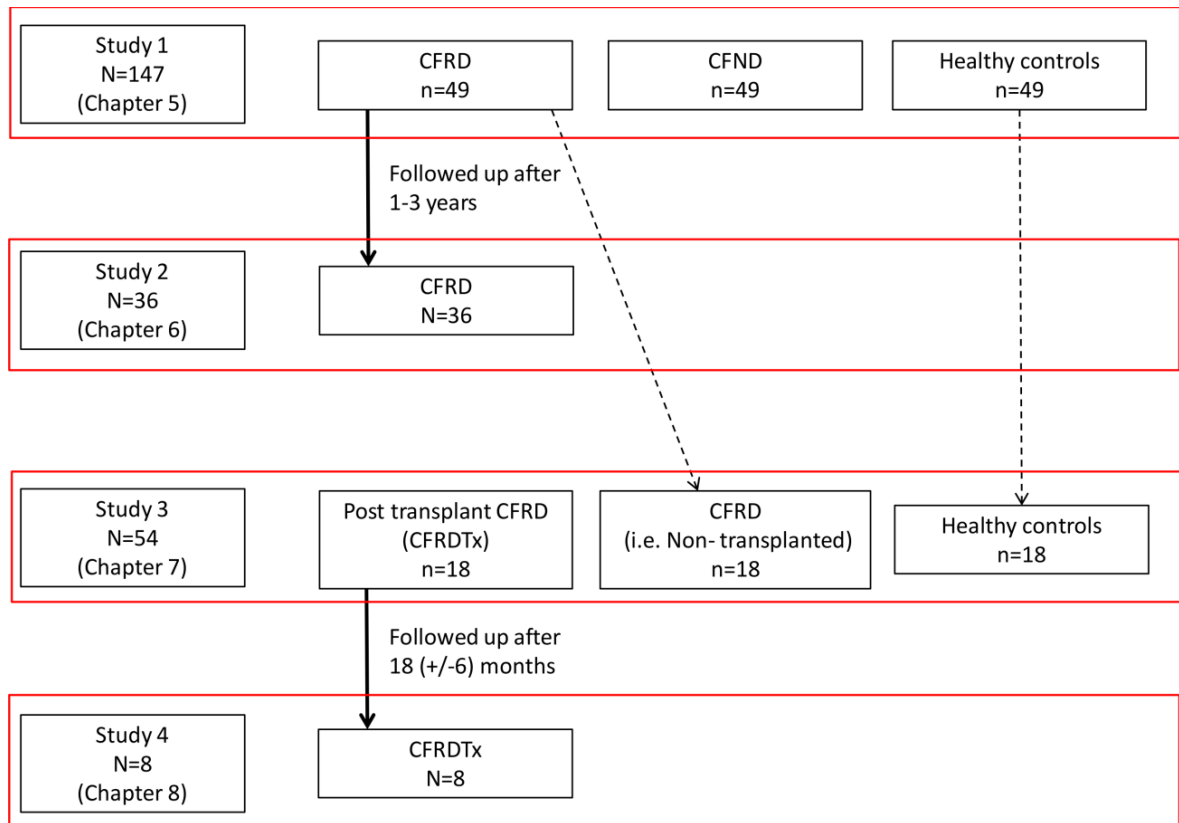 Study 1
N=147
(Chapter 5)
CFRD
n=49
CFND
n=49
Healthy controls
n=49
Followed up after
1-3 years
Study 2
N=36
(Chapter 6)
CFRD
N=36
Study 3
N=54
(Chapter 7)
Post transplant CFRD
(CFRDTx)
n=18
CFRD
(i.e. Non- transplanted)
n=18
Healthy controls
n=18
Followed up after
18 (+/-6) months
Study 4
N=8
(Chapter 8)
CFRDTx
N=8